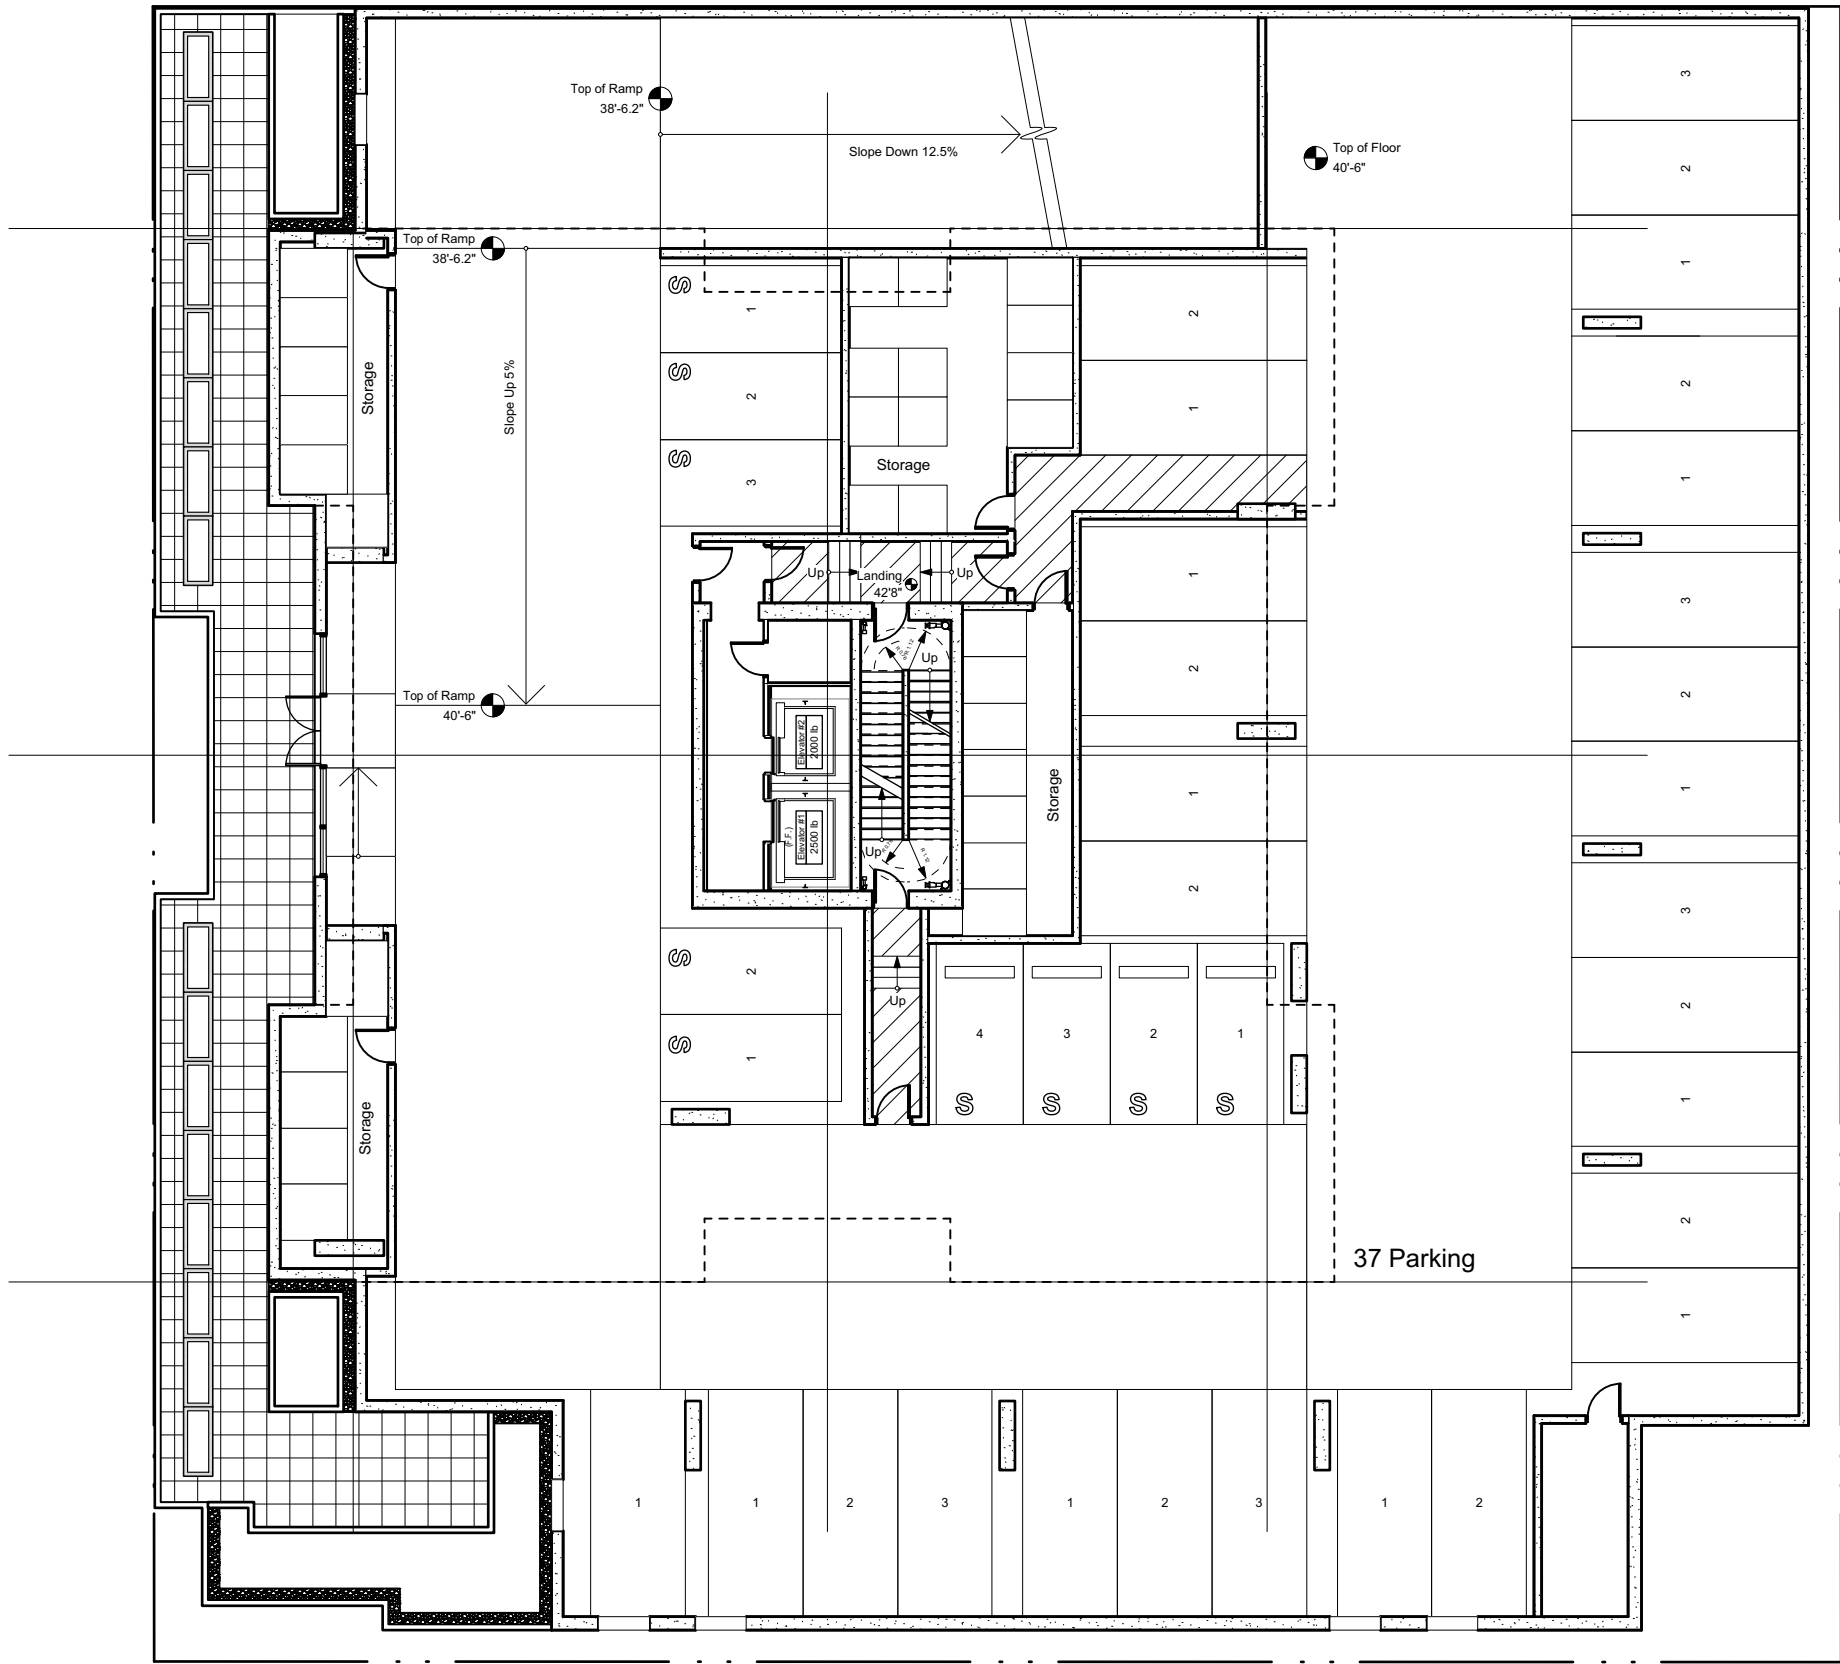 3
Top of Ramp
38'-6.2"
Slope Down 12.5%
Top of Floor
40'-6"
2
Top of Ramp
38'-6.2"
1
S
1
2
Storage
Slope Up 5%
S
2
1
2
S
3
Storage
1
Up
Landing
42'8"
Up
1
3
Up
2
2
Top of Ramp
40'-6"
Elevator #2
2000 lb
Storage
1
1
Elevator #1
2500 lb
(F.F.)
Up
2
3
S
2
Up
2
S
1
4
3
2
1
S
S
S
S
Storage
1
2
37 Parking
1
1
1
2
3
1
2
3
1
2